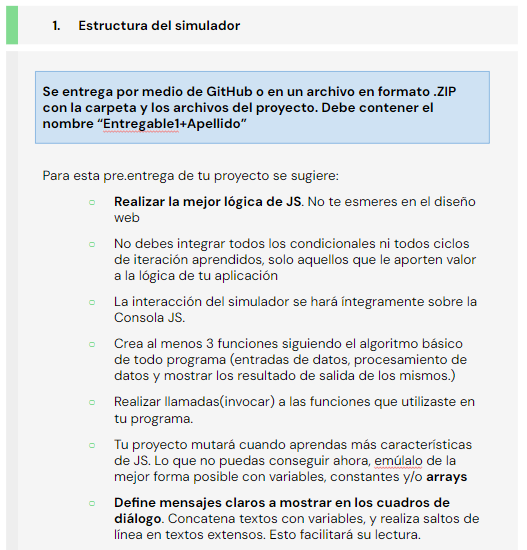 1. Estructura del simulador
Se entrega por medio de GitHub o en un archivo en formato .ZIP
con la carpeta y los archivos del proyecto. Debe contener el
nombre “Entregable1+Apellido”
Para esta pre.entrega de tu proyecto se sugiere:
○ Realizar la mejor lógica de JS. No te esmeres en el diseño
web
○ No debes integrar todos los condicionales ni todos ciclos
de iteración aprendidos, solo aquellos que le aporten valor
a la lógica de tu aplicación
○ La interacción del simulador se hará íntegramente sobre la
Consola JS.
○ Crea al menos 3 funciones siguiendo el algoritmo básico
de todo programa (entradas de datos, procesamiento de
datos y mostrar los resultado de salida de los mismos.)
○ Realizar llamadas(invocar) a las funciones que utilizaste en
tu programa.
○ Tu proyecto mutará cuando aprendas más características
de JS. Lo que no puedas conseguir ahora, emúlalo de la
mejor forma posible con variables, constantes y/o arrays
○ Define mensajes claros a mostrar en los cuadros de
diálogo. Concatena textos con variables, y realiza saltos de
línea en textos extensos. Esto facilitará su lectura.